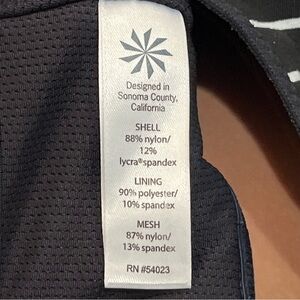 Designed in
Sonoma County,
California
SHELL
88% nylon/
12%
lycra®spandex
LINING
90% polyester/
10% spandex
MESH
87% nylon/
13% spandex
RN #54023